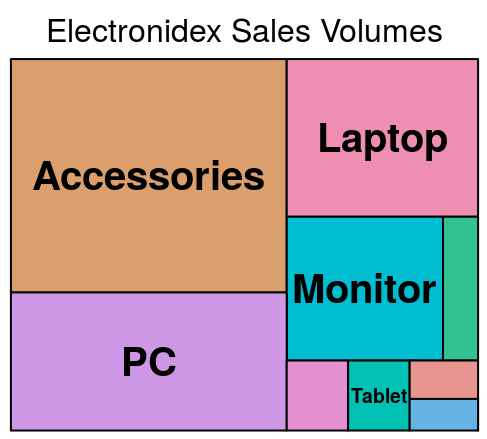 Electronidex Sales Volumes
Accessories
Laptop
Monitor
PC
Tablet